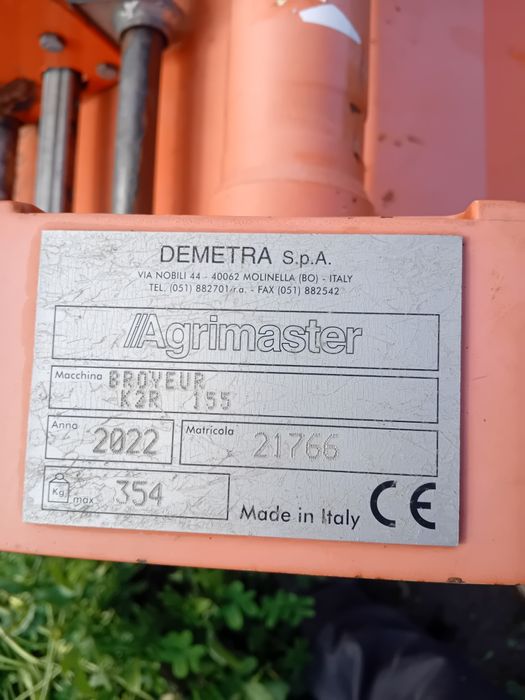 DEMETRA S.p.A.
VIA NOBILI 44 - 40062 MOLINELLA (BO) - ITALY
TEL. (051) 882701 r.a. - FAX (051) 882542
Agrimaster
Macchina BROYEUR
K2R 155
Anno 2022 Matricola 21766
Kg max 354
Made in Italy CE